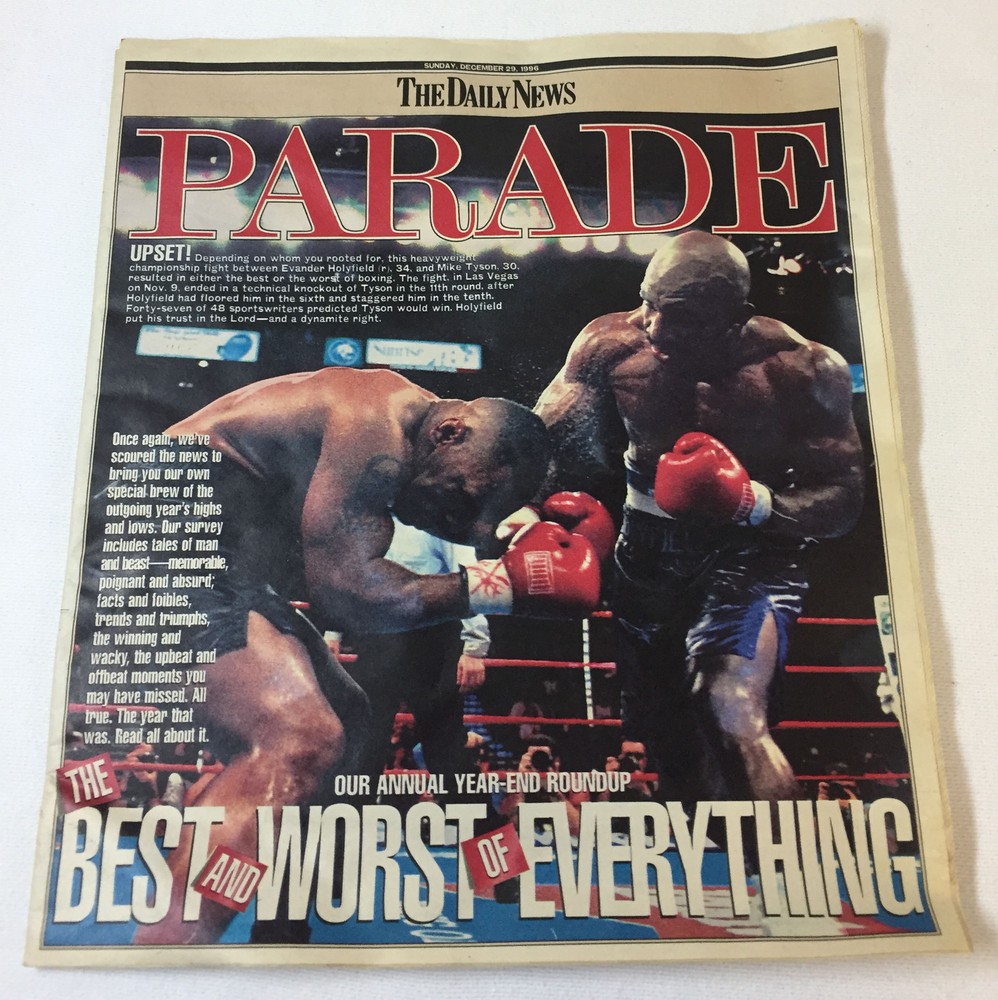 SUNDAY, DECEMBER 29, 1996
THE DAILY NEWS
PARADE
UPSET! Depending on whom you rooted for, this heavyweight
championship fight between Evander Holyfield (r), 34, and Mike Tyson, 30,
resulted in either the best or the worst of boxing. The fight, in Las Vegas
on Nov. 9, ended in a technical knockout of Tyson in the 11th round, after
Holyfield had floored him in the sixth and staggered him in the tenth.
Forty-seven of 48 sportswriters predicted Tyson would win. Holyfield
put his trust in the Lord—and a dynamite right.
Once again, we've
scoured the news to
bring you our own
special brew of the
outgoing year's highs
and lows. Our survey
includes tales of man
and beast—memorable,
poignant and absurd;
facts and foibles,
trends and triumphs,
the winning and
wacky, the upbeat and
offbeat moments you
may have missed. All
true. The year that
was. Read all about it.
OUR ANNUAL YEAR-END ROUNDUP
THE
BEST AND WORST OF EVERYTHING